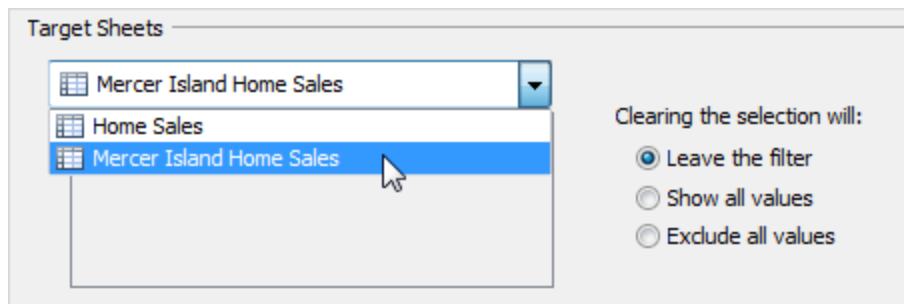 Target Sheets
Mercer Island Home Sales
Home Sales
Mercer Island Home Sales
Clearing the selection will:
Leave the filter
Show all values
Exclude all values